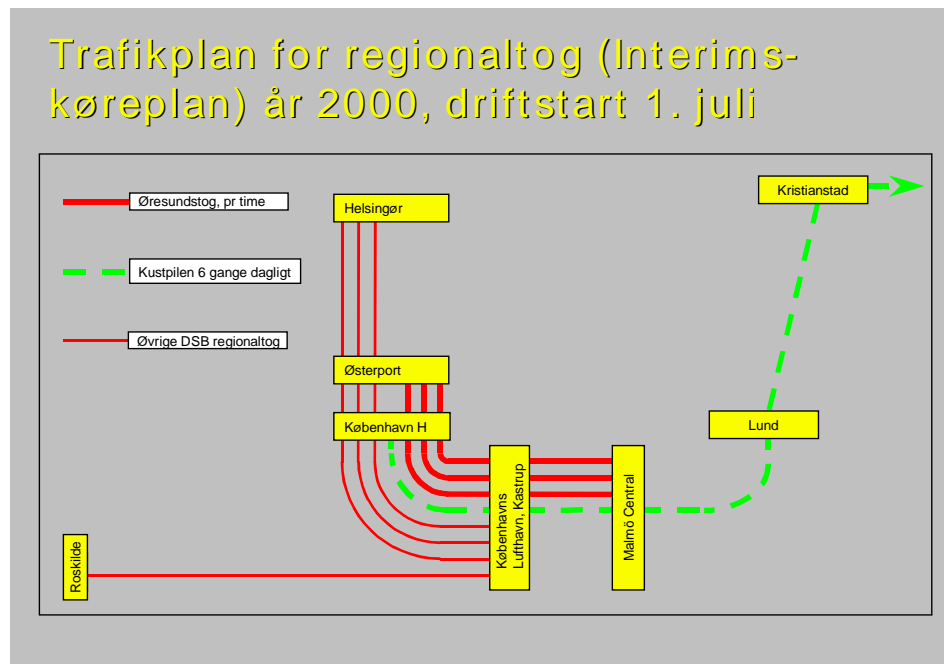 Trafikplan for regionaltog (Interims-
køreplan) år 2000, driftstart 1. juli
Øresundstog, pr time
Kustpilen 6 gange dagligt
Øvrige DSB regionaltog
Helsingør
Kristianstad
Østerport
København H
Lund
Københavns
Lufthavn, Kastrup
Malmö Central
Roskilde